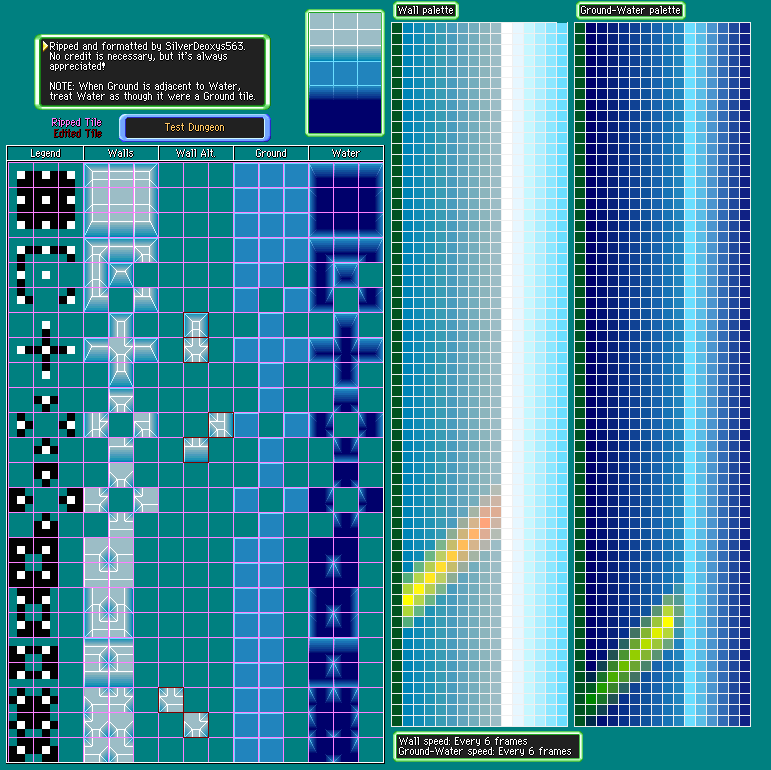 Wall palette
Ground-Water palette
Ripped and formatted by SilverDeoxys563.
No credit is necessary, but it's always
appreciated!
NOTE: When Ground is adjacent to Water,
treat Water as though it were a Ground tile.
Ripped Tile
Edited Tile
Test Dungeon
Legend
Walls
Wall Alt.
Ground
Water
Wall speed: Every 6 frames
Ground-Water speed: Every 6 frames